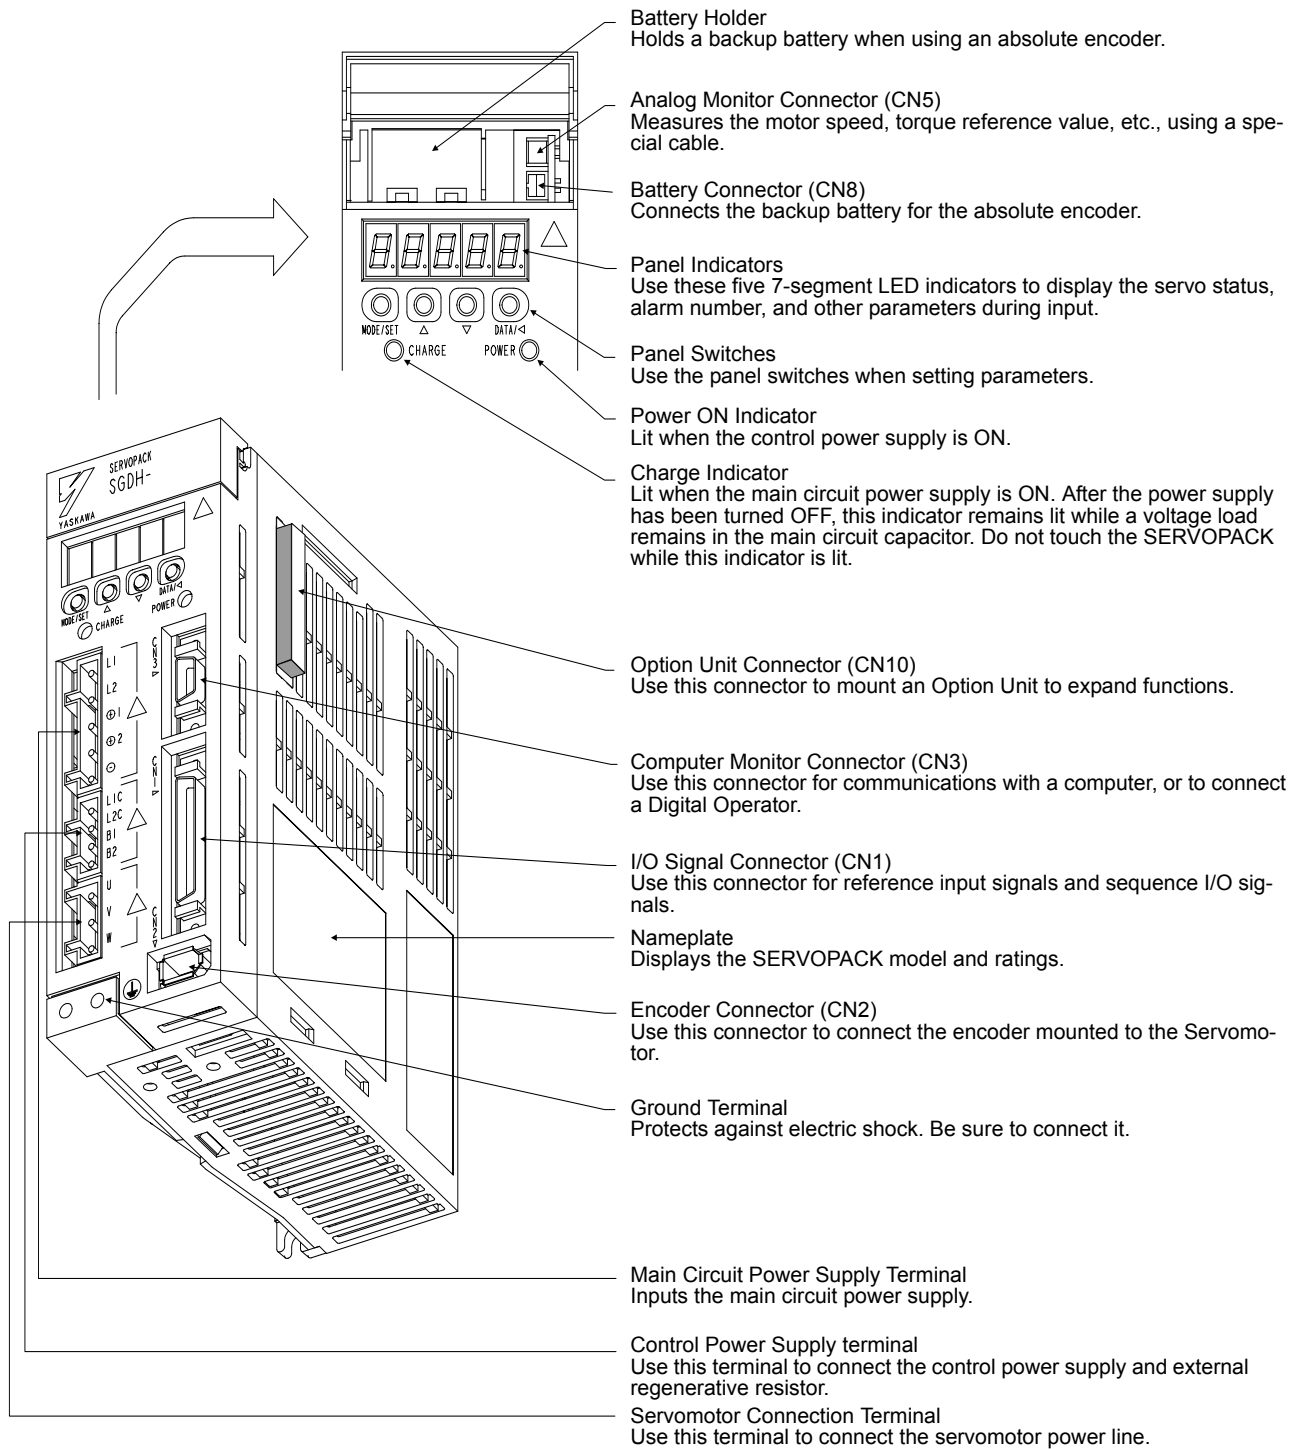 Battery Holder
Holds a backup battery when using an absolute encoder.
Analog Monitor Connector (CN5)
Measures the motor speed, torque reference value, etc., using a spe-
cial cable.
Battery Connector (CN8)
Connects the backup battery for the absolute encoder.
Panel Indicators
Use these five 7-segment LED indicators to display the servo status,
alarm number, and other parameters during input.
MODE/SET △ ▽ DATA/◁
CHARGE POWER
Panel Switches
Use the panel switches when setting parameters.
Power ON Indicator
Lit when the control power supply is ON.
Charge Indicator
Lit when the main circuit power supply is ON. After the power supply
has been turned OFF, this indicator remains lit while a voltage load
remains in the main circuit capacitor. Do not touch the SERVOPACK
while this indicator is lit.
SERVOPACK
SGDH-
YASKAWA
MODE/SET △ ▽ DATA/◁
CHARGE POWER
CN3
L1
L2
⊕1
⊕2
⊖
CN1
L1C
L2C
B1
B2
U
V
W
CN2
Option Unit Connector (CN10)
Use this connector to mount an Option Unit to expand functions.
Computer Monitor Connector (CN3)
Use this connector for communications with a computer, or to connect
a Digital Operator.
I/O Signal Connector (CN1)
Use this connector for reference input signals and sequence I/O sig-
nals.
Nameplate
Displays the SERVOPACK model and ratings.
Encoder Connector (CN2)
Use this connector to connect the encoder mounted to the Servomo-
tor.
Ground Terminal
Protects against electric shock. Be sure to connect it.
Main Circuit Power Supply Terminal
Inputs the main circuit power supply.
Control Power Supply terminal
Use this terminal to connect the control power supply and external
regenerative resistor.
Servomotor Connection Terminal
Use this terminal to connect the servomotor power line.